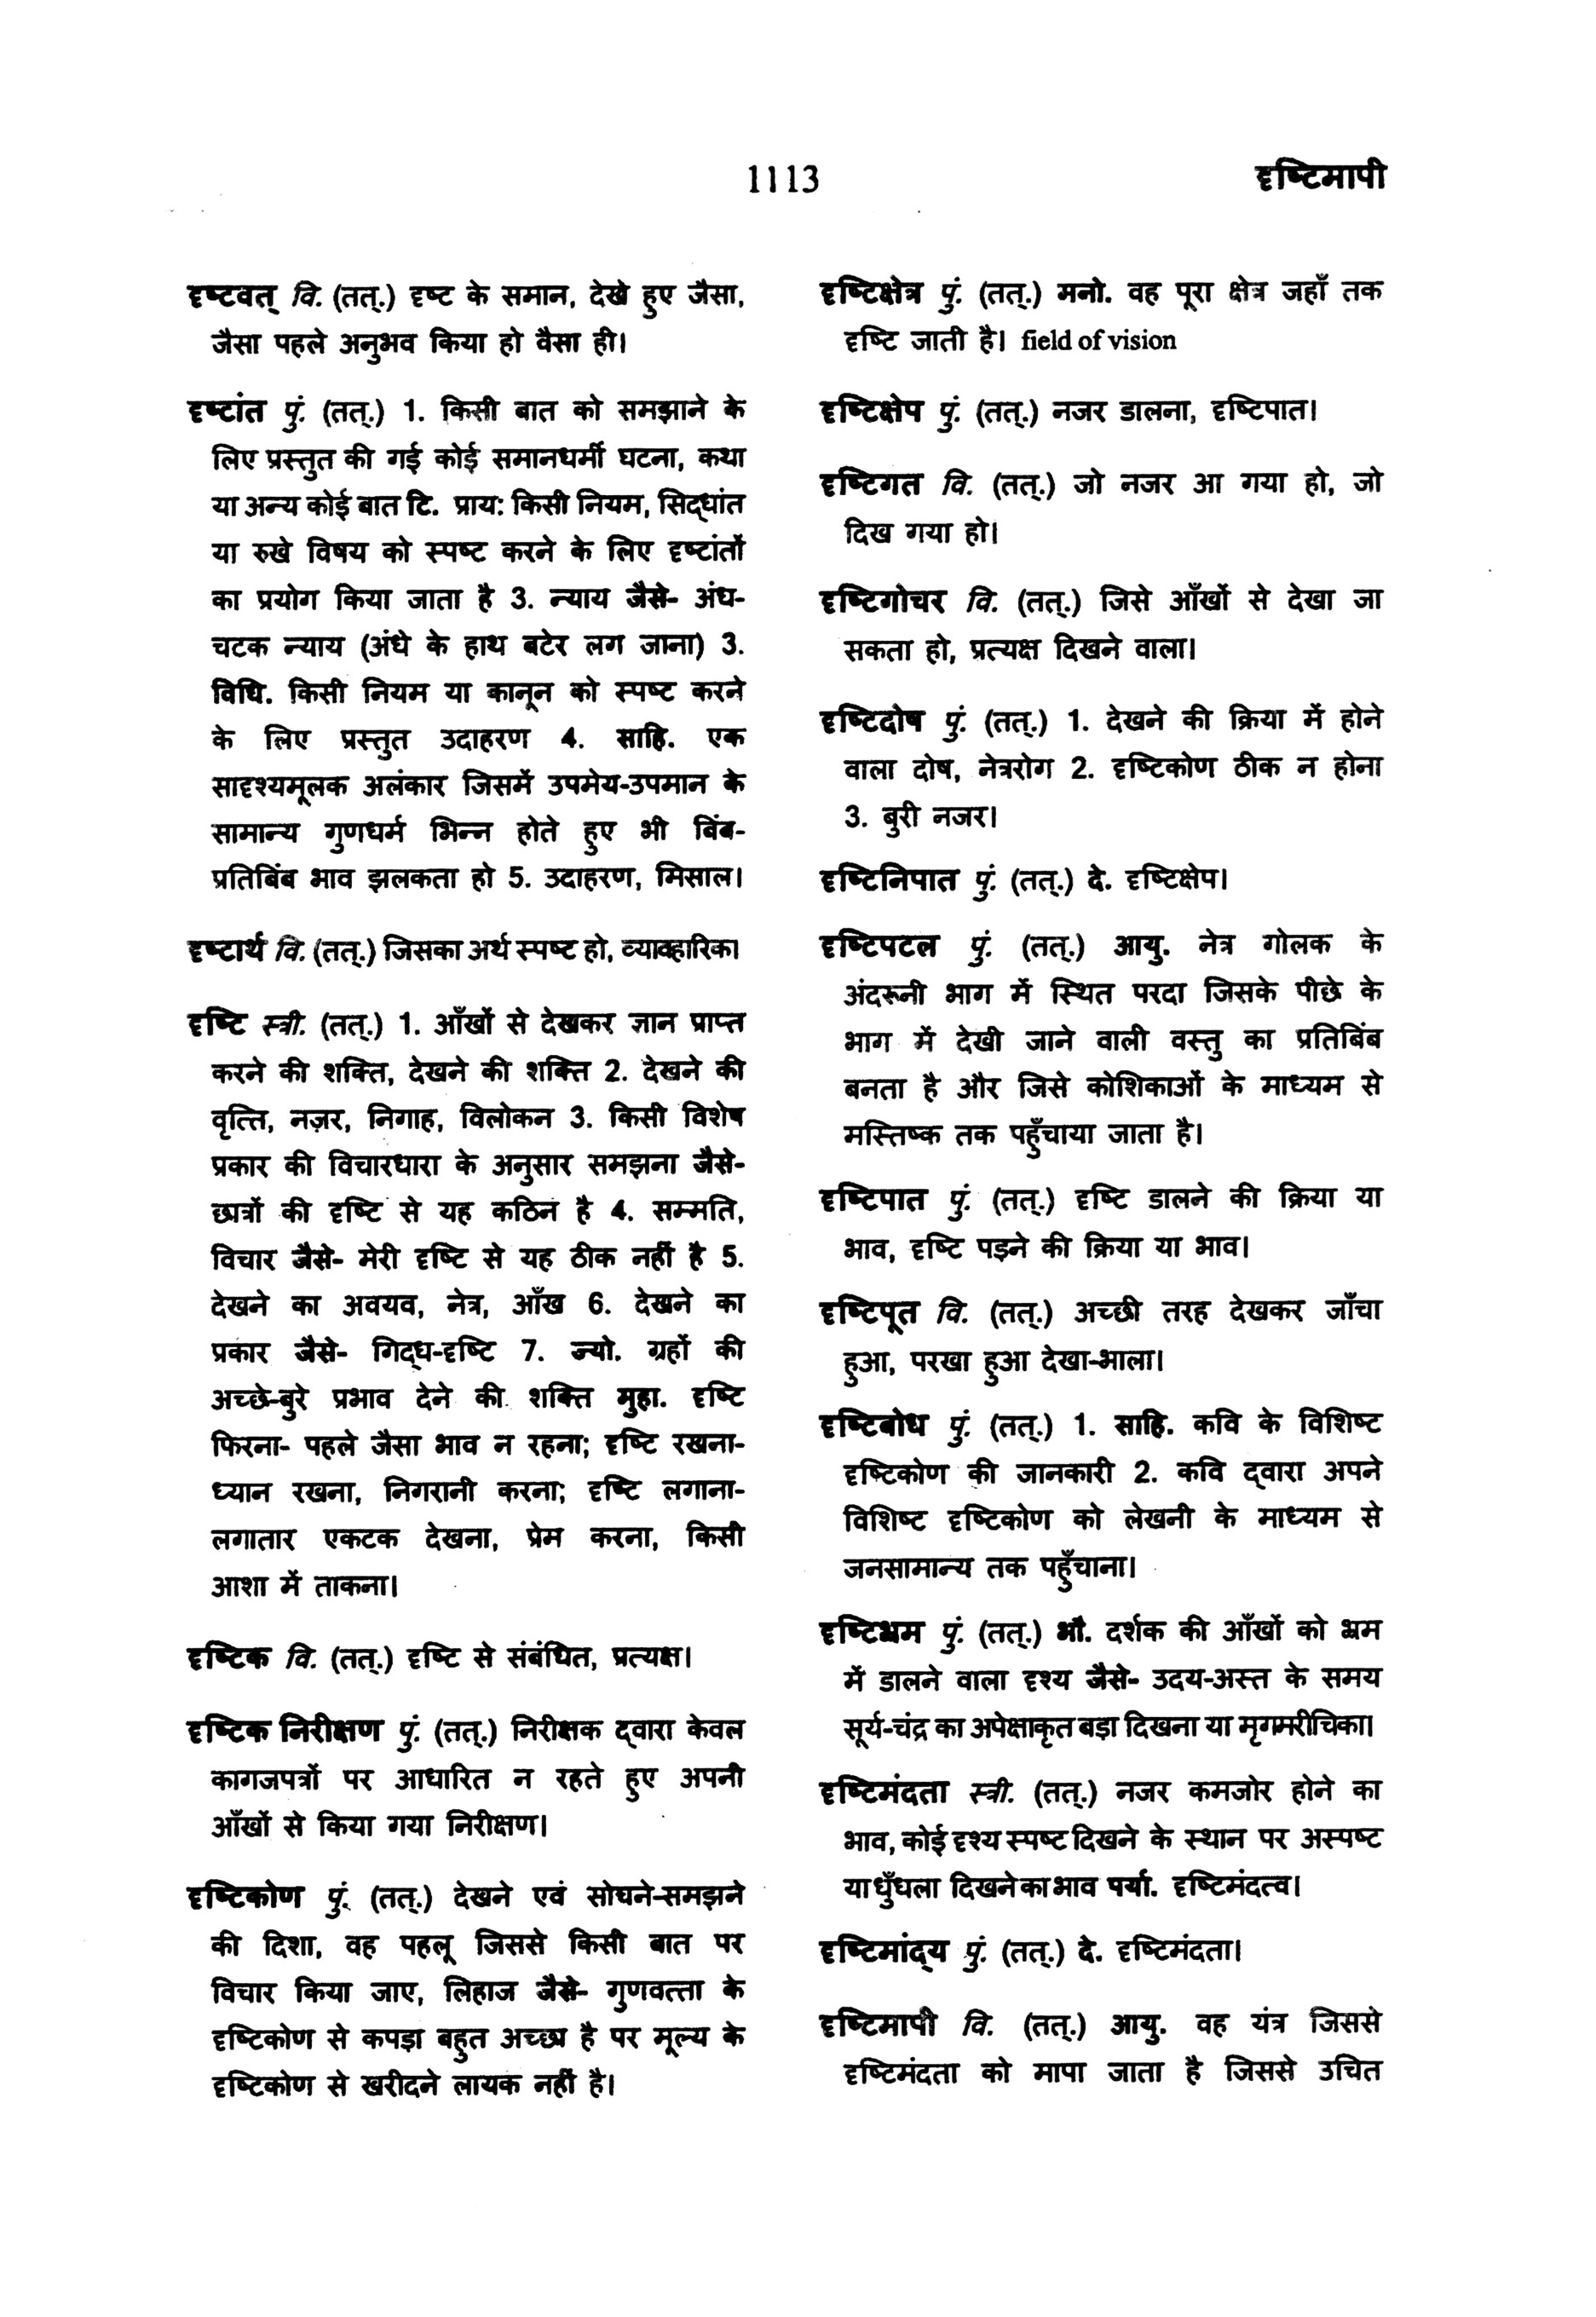 1113
दृष्टिमापी
दृष्टवत् वि. (तत्.) दृष्ट के समान, देखे हुए जैसा,
जैसा पहले अनुभव किया हो वैसा ही।
दृष्टांत पुं. (तत्.) 1. किसी बात को समझाने के
लिए प्रस्तुत की गई कोई समानधर्मी घटना, कथा
या अन्य कोई बात टि. प्राय: किसी नियम, सिद्धांत
या रुखे विषय को स्पष्ट करने के लिए दृष्टांतों
का प्रयोग किया जाता है 3. न्याय जैसे- अंध-
चटक न्याय (अंधे के हाथ बटेर लग जाना) 3.
विधि. किसी नियम या कानून को स्पष्ट करने
के लिए प्रस्तुत उदाहरण 4. साहि. एक
सादृश्यमूलक अलंकार जिसमें उपमेय-उपमान के
सामान्य गुणधर्म भिन्न होते हुए भी बिंब-
प्रतिबिंब भाव झलकता हो 5. उदाहरण, मिसाल।
दृष्टार्थ वि. (तत्.) जिसका अर्थ स्पष्ट हो, व्यावहारिक।
दृष्टि स्त्री. (तत्.) 1. आँखों से देखकर ज्ञान प्राप्त
करने की शक्ति, देखने की शक्ति 2. देखने की
वृत्ति, नज़र, निगाह, विलोकन 3. किसी विशेष
प्रकार की विचारधारा के अनुसार समझना जैसे-
छात्रों की दृष्टि से यह कठिन है 4. सम्मति,
विचार जैसे- मेरी दृष्टि से यह ठीक नहीं है 5.
देखने का अवयव, नेत्र, आँख 6. देखने का
प्रकार जैसे- गिद्ध-दृष्टि 7. ज्यो. ग्रहों की
अच्छे-बुरे प्रभाव देने की शक्ति मुहा. दृष्टि
फिरना- पहले जैसा भाव न रहना; दृष्टि रखना-
ध्यान रखना, निगरानी करना; दृष्टि लगाना-
लगातार एकटक देखना, प्रेम करना, किसी
आशा में ताकना।
दृष्टिक वि. (तत्.) दृष्टि से संबंधित, प्रत्यक्ष।
दृष्टिक निरीक्षण पुं. (तत्.) निरीक्षक द्वारा केवल
कागजपत्रों पर आधारित न रहते हुए अपनी
आँखों से किया गया निरीक्षण।
दृष्टिकोण पुं. (तत्.) देखने एवं सोचने-समझने
की दिशा, वह पहलू जिससे किसी बात पर
विचार किया जाए, लिहाज जैसे- गुणवत्ता के
दृष्टिकोण से कपड़ा बहुत अच्छा है पर मूल्य के
दृष्टिकोण से खरीदने लायक नहीं है।
दृष्टिक्षेत्र पुं. (तत्.) मनो. वह पूरा क्षेत्र जहाँ तक
दृष्टि जाती है। field of vision
दृष्टिक्षेप पुं. (तत्.) नजर डालना, दृष्टिपात।
दृष्टिगत वि. (तत्.) जो नजर आ गया हो, जो
दिख गया हो।
दृष्टिगोचर वि. (तत्.) जिसे आँखों से देखा जा
सकता हो, प्रत्यक्ष दिखने वाला।
दृष्टिदोष पुं. (तत्.) 1. देखने की क्रिया में होने
वाला दोष, नेत्ररोग 2. दृष्टिकोण ठीक न होना
3. बुरी नजर।
दृष्टिनिपात पुं. (तत्.) दे. दृष्टिक्षेप।
दृष्टिपटल पुं. (तत्.) आयु. नेत्र गोलक के
अंदरूनी भाग में स्थित परदा जिसके पीछे के
भाग में देखी जाने वाली वस्तु का प्रतिबिंब
बनता है और जिसे कोशिकाओं के माध्यम से
मस्तिष्क तक पहुँचाया जाता है।
दृष्टिपात पुं. (तत्.) दृष्टि डालने की क्रिया या
भाव, दृष्टि पड़ने की क्रिया या भाव।
दृष्टिपूत वि. (तत्.) अच्छी तरह देखकर जाँचा
हुआ, परखा हुआ देखा-भाला।
दृष्टिबोध पुं. (तत्.) 1. साहि. कवि के विशिष्ट
दृष्टिकोण की जानकारी 2. कवि द्वारा अपने
विशिष्ट दृष्टिकोण को लेखनी के माध्यम से
जनसामान्य तक पहुँचाना।
दृष्टिभ्रम पुं. (तत्.) भौ. दर्शक की आँखों को भ्रम
में डालने वाला दृश्य जैसे- उदय-अस्त के समय
सूर्य-चंद्र का अपेक्षाकृत बड़ा दिखना या मृगमरीचिका।
दृष्टिमंदता स्त्री. (तत्.) नजर कमजोर होने का
भाव, कोई दृश्य स्पष्ट दिखने के स्थान पर अस्पष्ट
या धुँधला दिखने का भाव पर्या. दृष्टिमंदत्व।
दृष्टिमांद्य पुं. (तत्.) दे. दृष्टिमंदता।
दृष्टिमापी वि. (तत्.) आयु. वह यंत्र जिससे
दृष्टिमंदता को मापा जाता है जिससे उचित